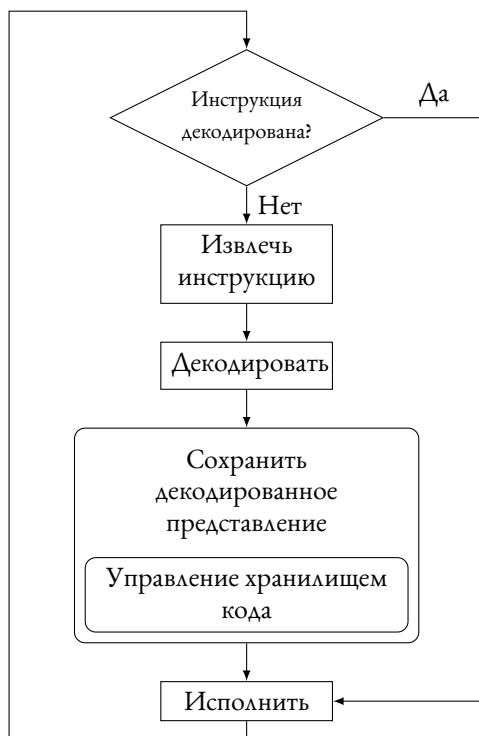 Инструкция
декодирована?
Да
Нет
Извлечь
инструкцию
Декодировать
Сохранить
декодированное
представление
Управление хранилищем
кода
Исполнить